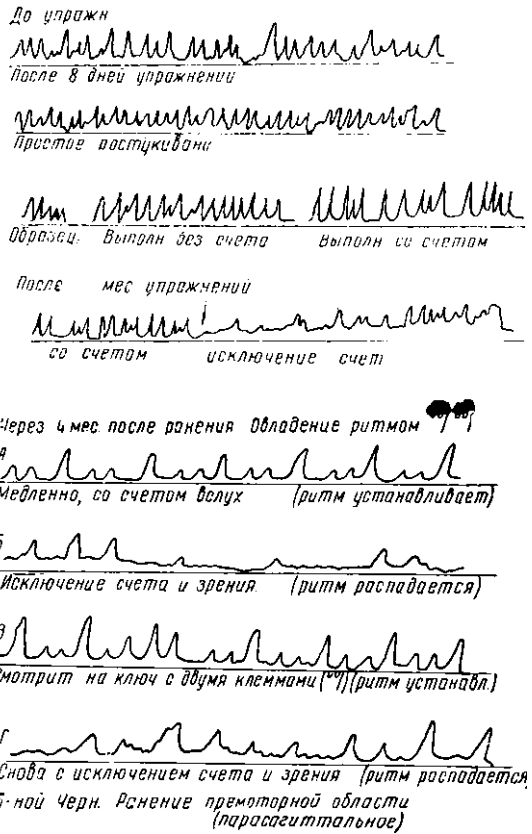 До упражн
После 8 дней упражнении
Простое постукивани
Образец. Выполн без счета Выполн со счетом
После мес упражнений
со счетом исключение счет
Через 4 мес. после ранения Овладение ритмом
А
Медленно, со счетом вслух (ритм устанавливает)
Б
Исключение счета и зрения. (ритм распадается)
В
Смотрит на ключ с двумя клеммами (ритм устанавл.)
Г
Снова с исключением счета и зрения (ритм распадается)
Б-ной Черн. Ранение премоторной области
(парасагиттальное)